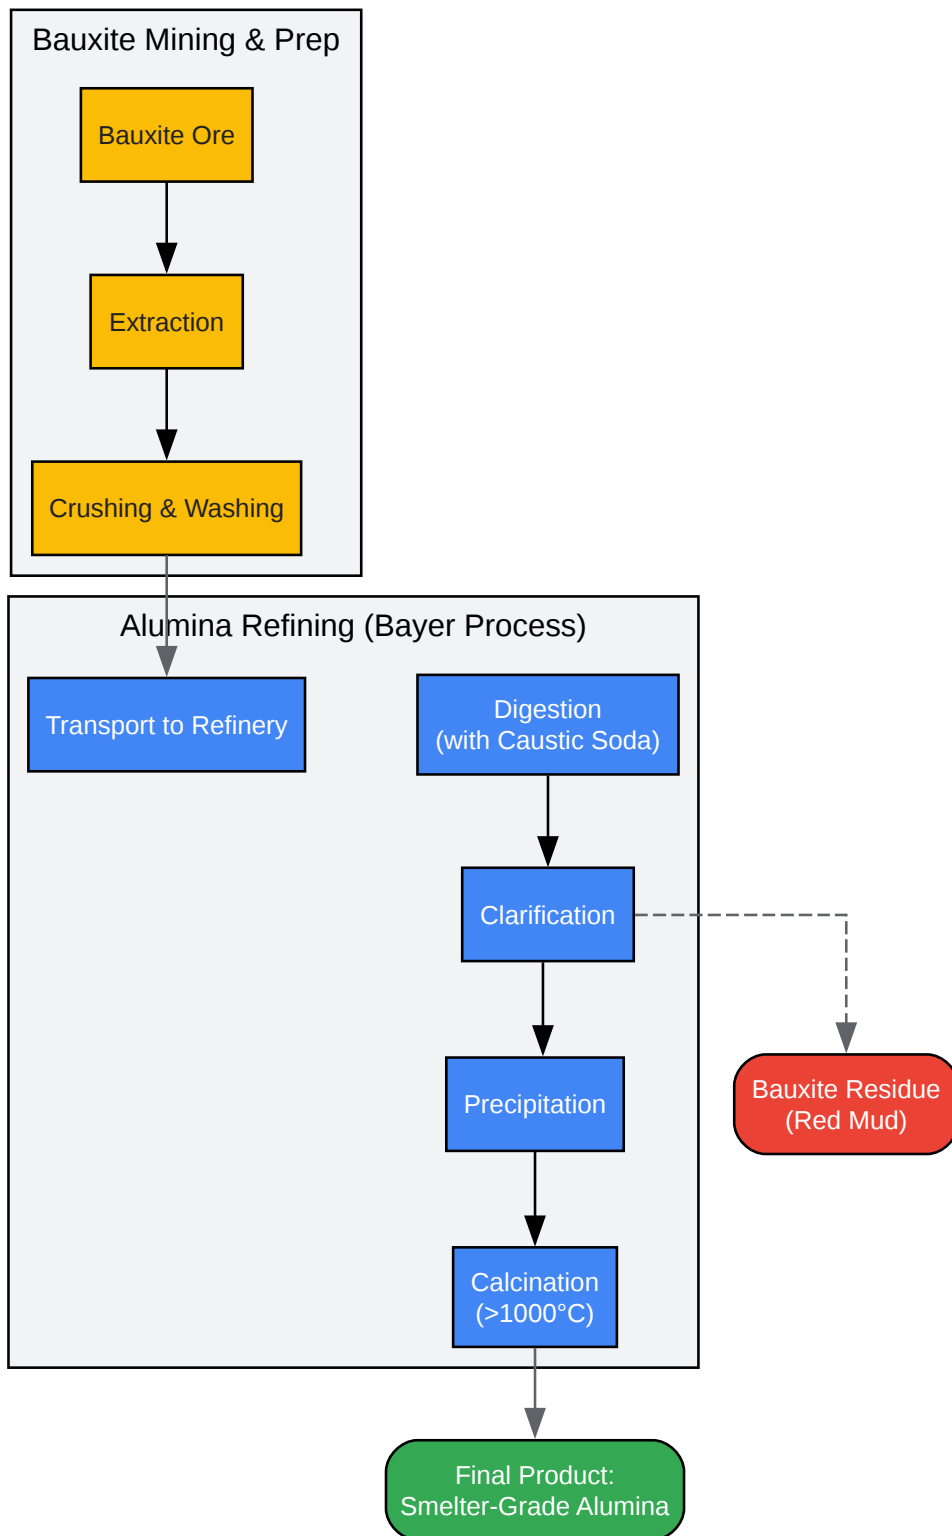 Bauxite Mining & Prep
Bauxite Ore
Extraction
Crushing & Washing
Alumina Refining (Bayer Process)
Transport to Refinery
Digestion
(with Caustic Soda)
Clarification
Precipitation
Bauxite Residue
(Red Mud)
Calcination
(>1000°C)
Final Product:
Smelter-Grade Alumina